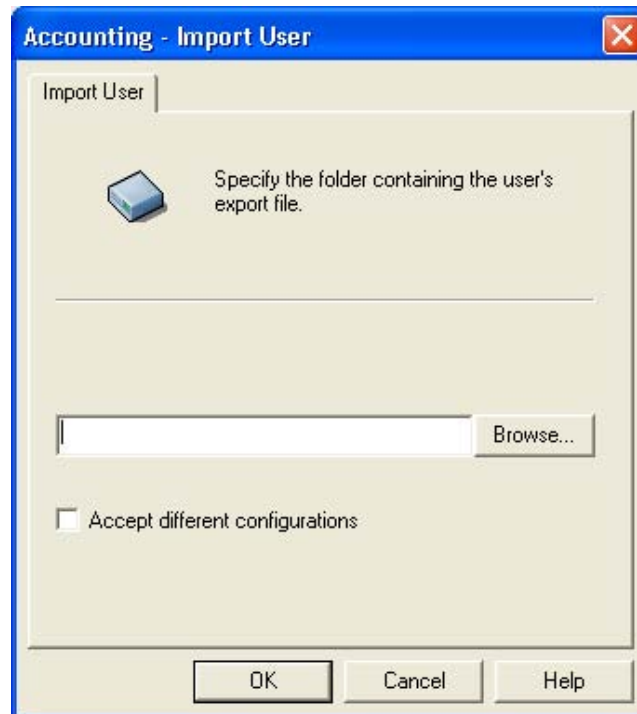 Accounting - Import User
Import User
Specify the folder containing the user's
export file.
Browse...
Accept different configurations
OK
Cancel
Help